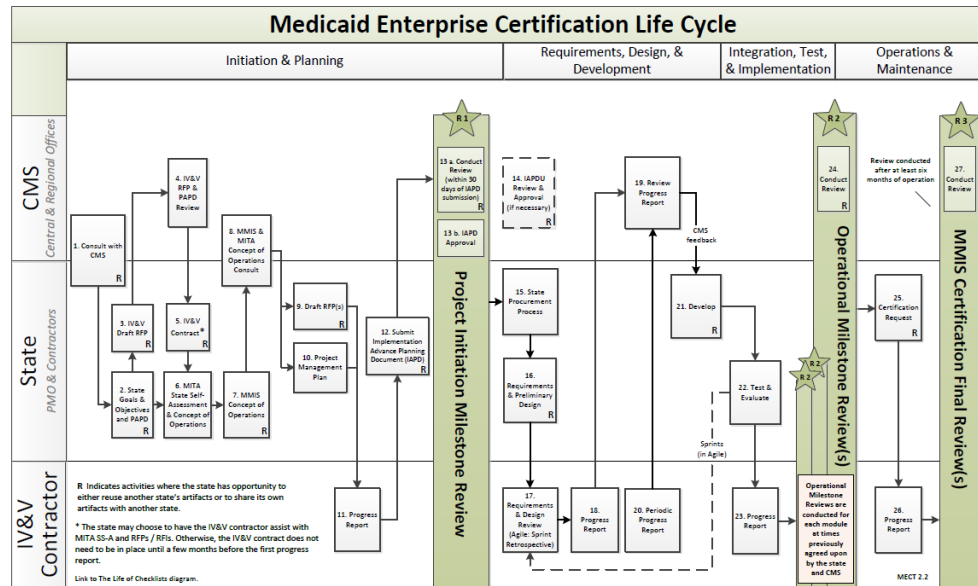 Medicaid Enterprise Certification Life Cycle
Initiation & Planning
Requirements, Design, &
Development
Integration, Test,
& Implementation
Operations &
Maintenance
CMS
Central & Regional Offices
State
PMO & Contractors
IV&V
Contractor
1. Consult with
CMS
R
2. State
Goals &
Objectives
and PAPD
R
3. IV&V
Draft RFP
R
4. IV&V
RFP &
PAPD
Review
5. IV&V
Contract*
R
6. MITA
State Self-
Assessment
& Concept of
Operations
7. MMIS
Concept of
Operations
R
8. MMIS &
MITA
Concept of
Operations
Consult
9. Draft RFP(s)
R
10. Project
Management
Plan
R
11. Progress
Report
12. Submit
Implementation
Advance Planning
Document (IAPD)
R
R 1
13 a. Conduct
Review
(within 30
days of IAPD
submission)
R
13 b. IAPD
Approval
Project Initiation Milestone Review
14. IAPDU
Review &
Approval
(if necessary)
R
15. State
Procurement
Process
16.
Requirements
& Preliminary
Design
R
17.
Requirements
& Design
Review
(Agile: Sprint
Retrospective)
18.
Progress
Report
19. Review
Progress
Report
20. Periodic
Progress
Report
CMS
feedback
21. Develop
R
22. Test &
Evaluate
Sprints
(in Agile)
23. Progress
Report
R 2
R 2
R 2
24.
Conduct
Review
R
Operational Milestone Review(s)
Operational
Milestone
Reviews are
conducted for
each module
at times
previously
agreed upon
by the state
and CMS
Review conducted
after at least six
months of operation
25.
Certification
Request
R
26.
Progress
Report
R 3
27.
Conduct
Review
R
MMIS Certification Final Review(s)
R Indicates activities where the state has opportunity to
either reuse another state's artifacts or to share its own
artifacts with another state.
* The state may choose to have the IV&V contractor assist with
MITA SS-A and RFPs / RFIs. Otherwise, the IV&V contract does not
need to be in place until a few months before the first progress
report.
Link to The Life of Checklists diagram.
MECT 2.2